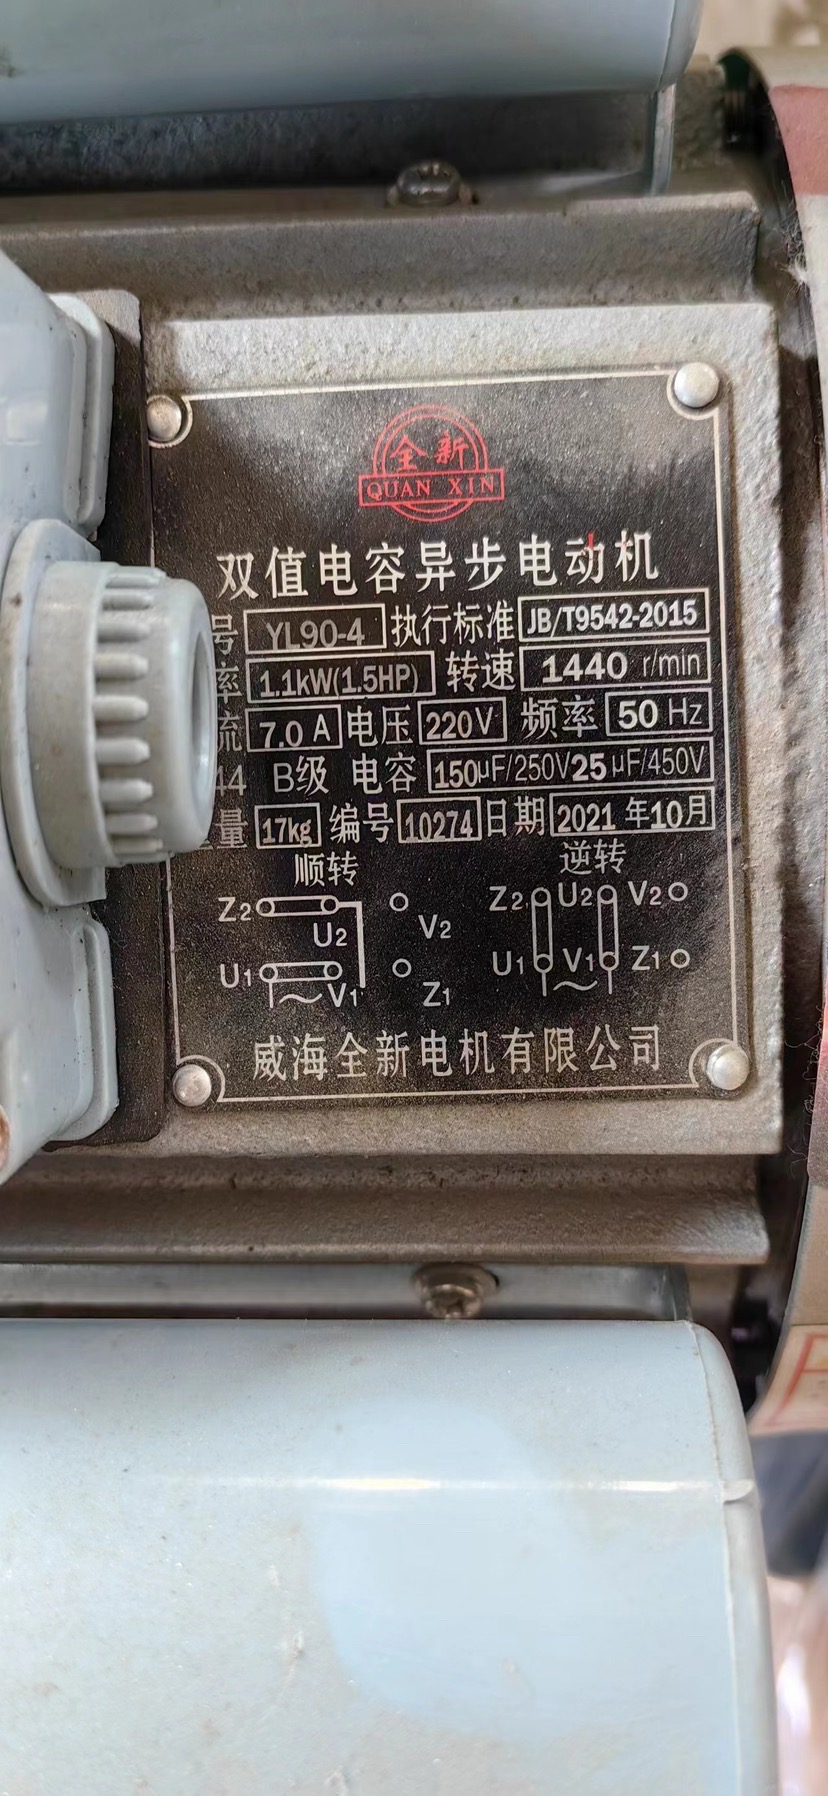 全新
QUAN XIN
双值电容异步电动机
号 YL90-4 执行标准 JB/T9542-2015
率 1.1kW(1.5HP) 转速 1440 r/min
流 7.0 A 电压 220V 频率 50 Hz
44 B级 电容 150μF/250V 25μF/450V
量 17kg 编号 10274 日期 2021 年10月
顺转 逆转
Z2 U2 V2 Z2 U2 V2
U1 V1 Z1 U1 V1 Z1
威海全新电机有限公司